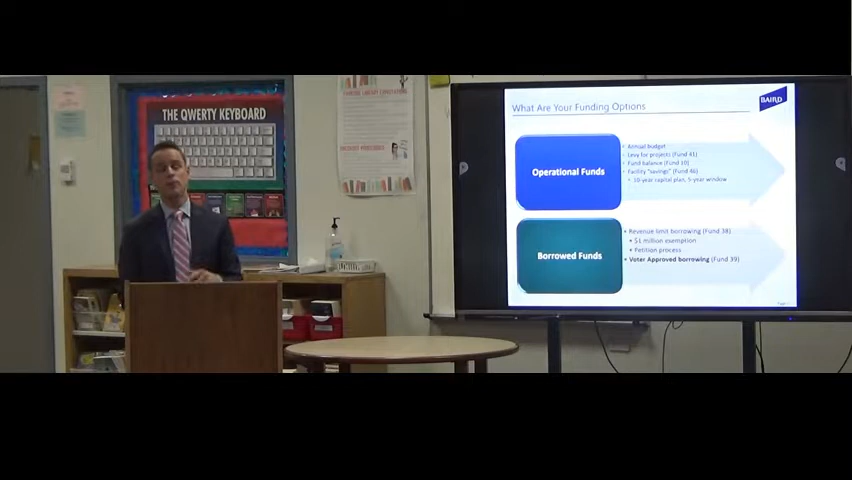 THE QWERTY KEYBOARD
What Are Your Funding Options
BAIRD
Operational Funds
Annual budget
Levy for projects (Fund 41)
Fund balance (Fund 10)
Facility "savings" (Fund 46)
10-year capital plan, 5-year window
Borrowed Funds
Revenue limit borrowing (Fund 38)
$1 million exemption
Petition process
Voter Approved borrowing (Fund 39)